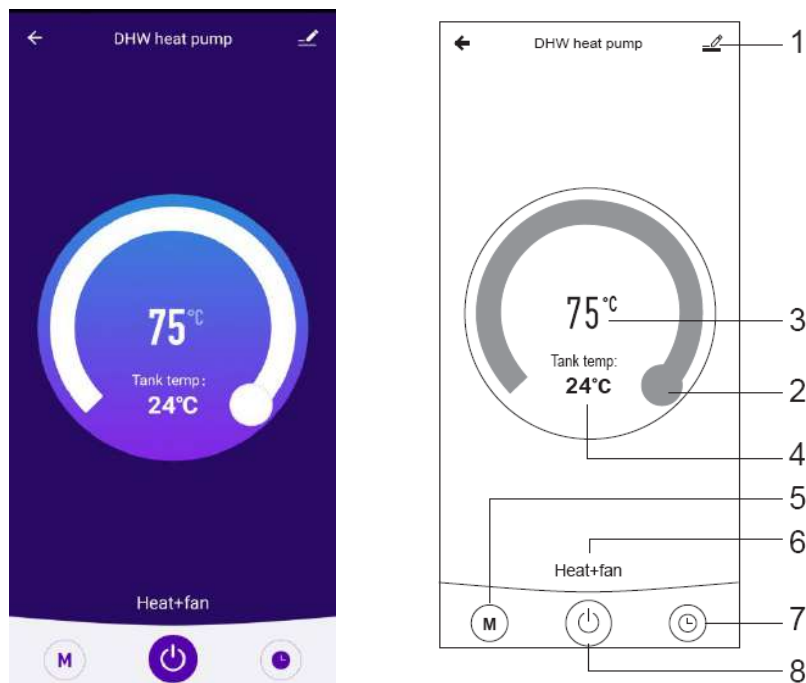 DHW heat pump
75°C
Tank temp:
24°C
Heat+fan
M
DHW heat pump
1
75°C
3
Tank temp:
24°C
2
4
5
6
Heat+fan
M
7
8